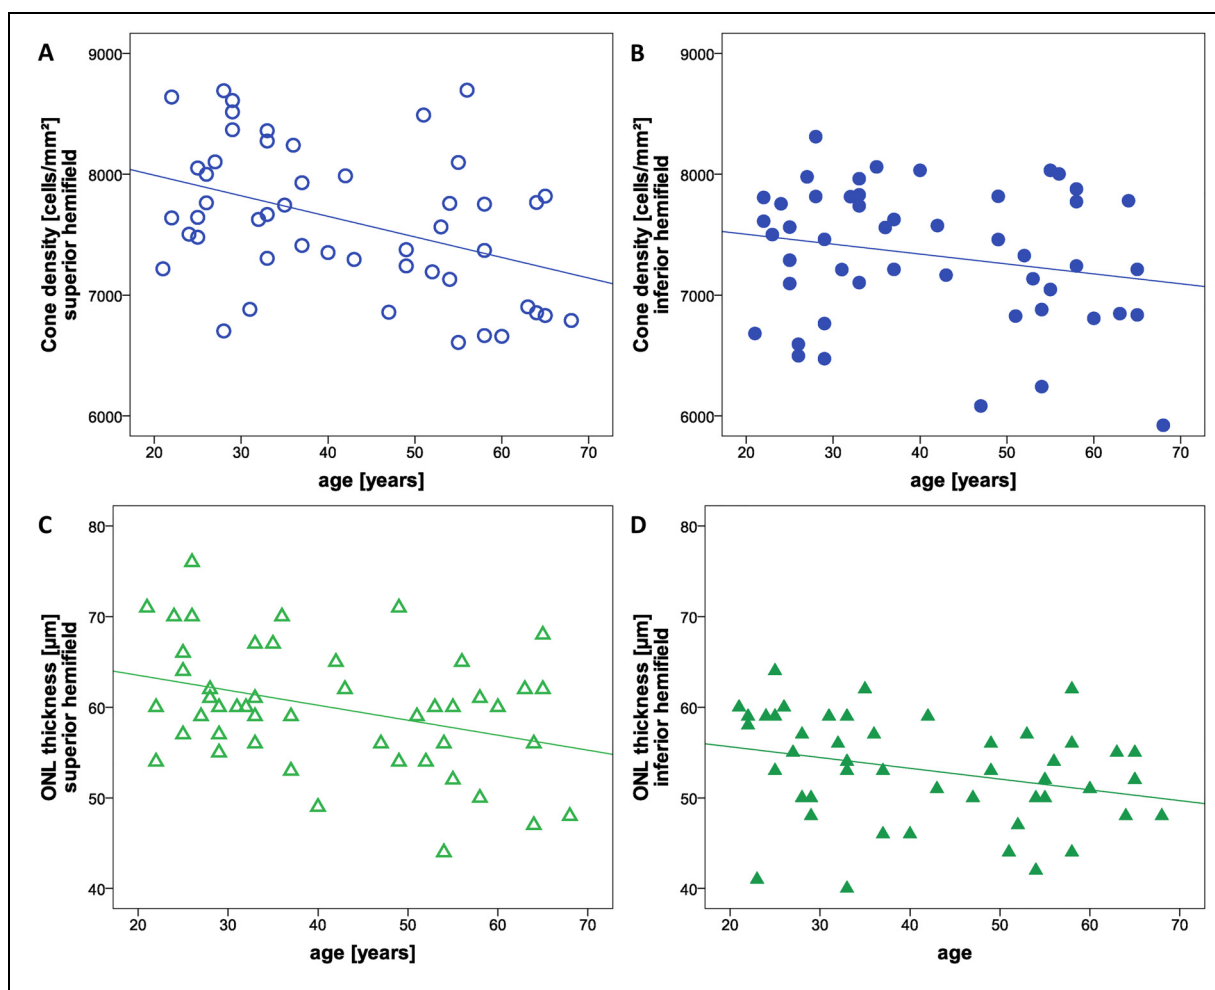 A
Cone density [cells/mm²]
superior hemifield
9000
8000
7000
6000
20 30 40 50 60 70
age [years]
B
Cone density [cells/mm²]
inferior hemifield
9000
8000
7000
6000
20 30 40 50 60 70
age [years]
C
ONL thickness [µm]
superior hemifield
80
70
60
50
40
20 30 40 50 60 70
age [years]
D
ONL thickness [µm]
inferior hemifield
80
70
60
50
40
20 30 40 50 60 70
age